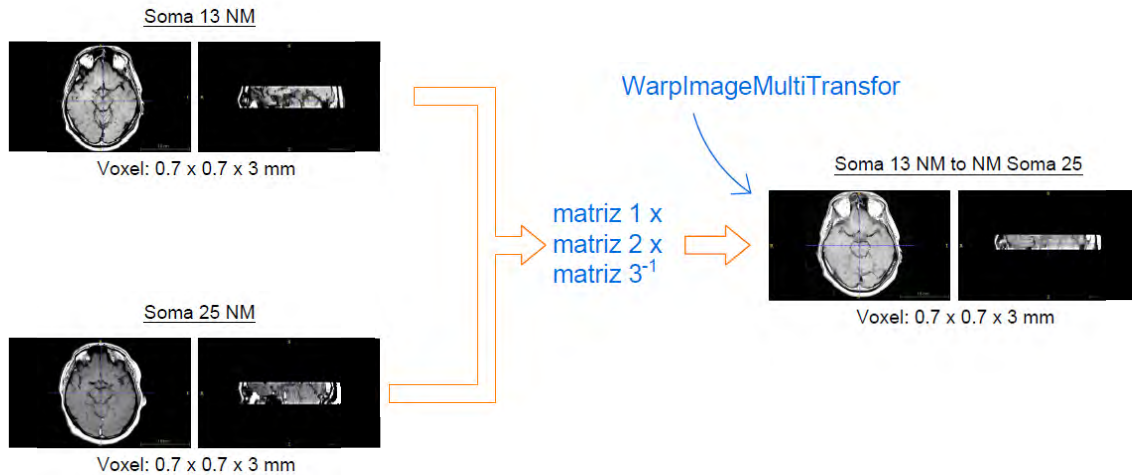 Soma 13 NM
Voxel: 0.7 x 0.7 x 3 mm
WarpImageMultiTransfor
Soma 13 NM to NM Soma 25
matriz 1 x
matriz 2 x
matriz 3⁻¹
Voxel: 0.7 x 0.7 x 3 mm
Soma 25 NM
Voxel: 0.7 x 0.7 x 3 mm